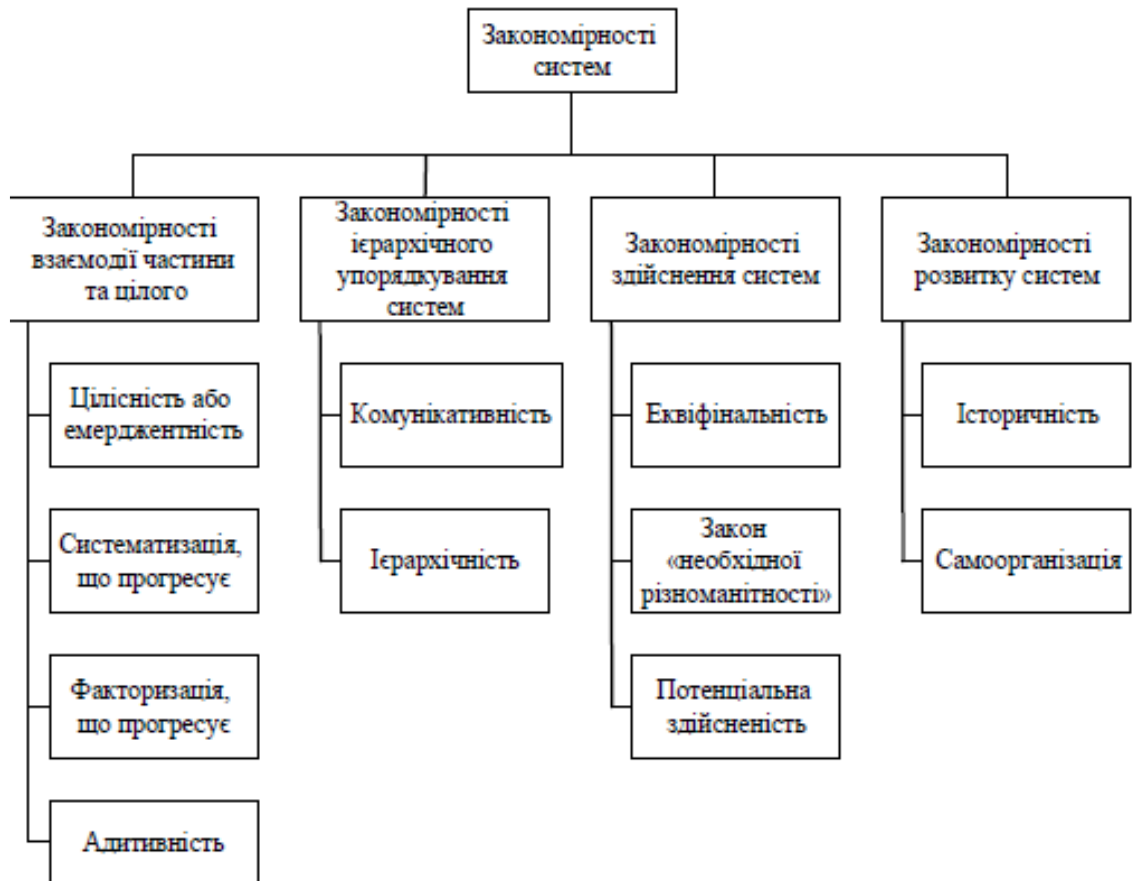 Закономірності
систем
Закономірності
взаємодії частини
та цілого
Закономірності
ієрархічного
упорядкування
систем
Закономірності
здійснення систем
Закономірності
розвитку систем
Цілісність або
емерджентність
Систематизація,
що прогресує
Факторизація,
що прогресує
Адитивність
Комунікативність
Ієрархічність
Еквіфінальність
Закон
«необхідної
різноманітності»
Потенціальна
здійсненість
Історичність
Самоорганізація